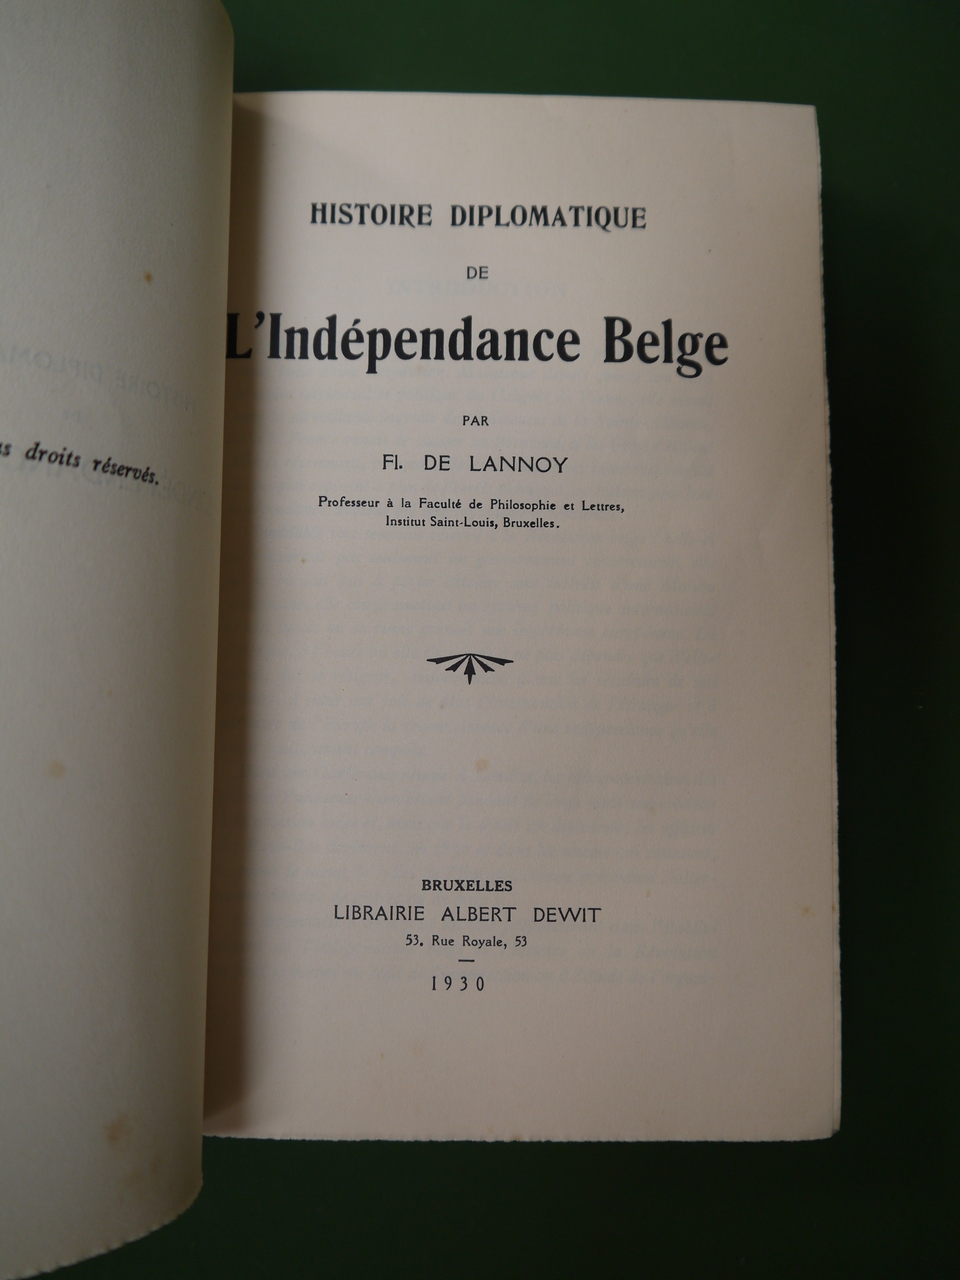 droits réservés.
HISTOIRE DIPLOMATIQUE
DE
L'Indépendance Belge
PAR
Fl. DE LANNOY
Professeur à la Faculté de Philosophie et Lettres,
Institut Saint-Louis, Bruxelles.
BRUXELLES
LIBRAIRIE ALBERT DEWIT
53, Rue Royale, 53
1930